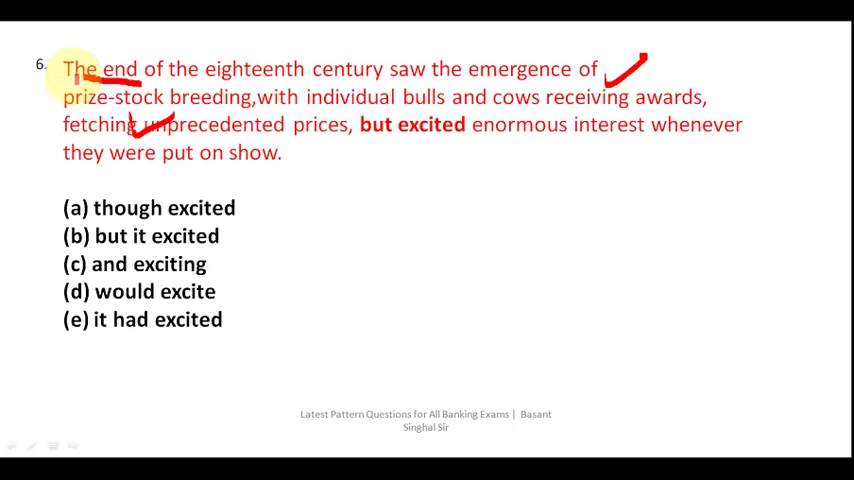 6. The end of the eighteenth century saw the emergence of
prize-stock breeding,with individual bulls and cows receiving awards,
fetching unprecedented prices, but excited enormous interest whenever
they were put on show.
(a) though excited
(b) but it excited
(c) and exciting
(d) would excite
(e) it had excited
Latest Pattern Questions for All Banking Exams | Basant
Singhal Sir